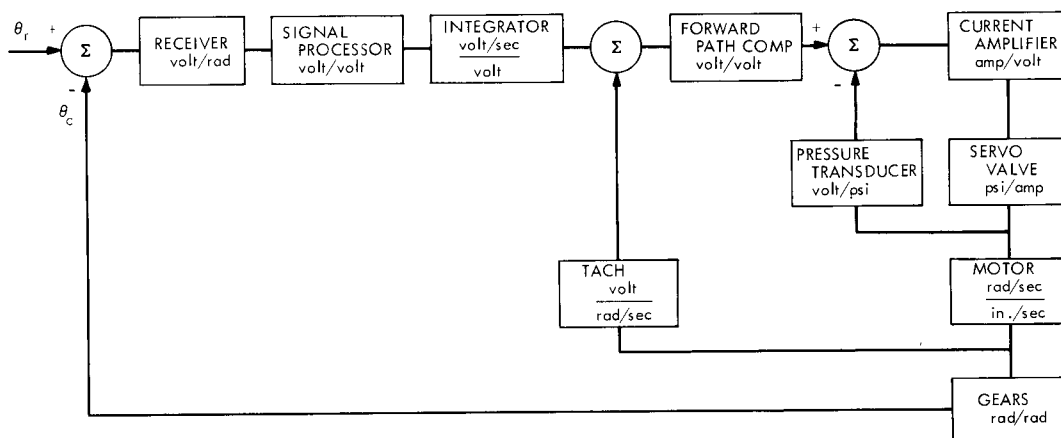 θr
+
Σ
-
θc
RECEIVER
volt/rad
SIGNAL
PROCESSOR
volt/volt
INTEGRATOR
volt/sec
volt
Σ
FORWARD
PATH COMP
volt/volt
+
Σ
-
CURRENT
AMPLIFIER
amp/volt
PRESSURE
TRANSDUCER
volt/psi
SERVO
VALVE
psi/amp
TACH
volt
rad/sec
MOTOR
rad/sec
in./sec
GEARS
rad/rad